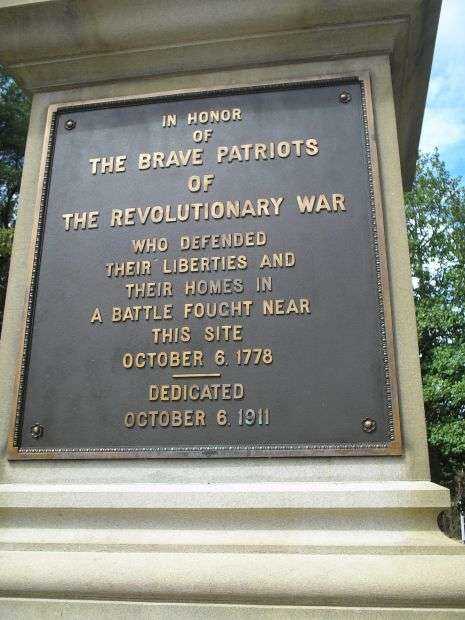 IN HONOR
OF
THE BRAVE PATRIOTS
OF
THE REVOLUTIONARY WAR
WHO DEFENDED
THEIR LIBERTIES AND
THEIR HOMES IN
A BATTLE FOUGHT NEAR
THIS SITE
OCTOBER 6, 1778
DEDICATED
OCTOBER 6, 1911